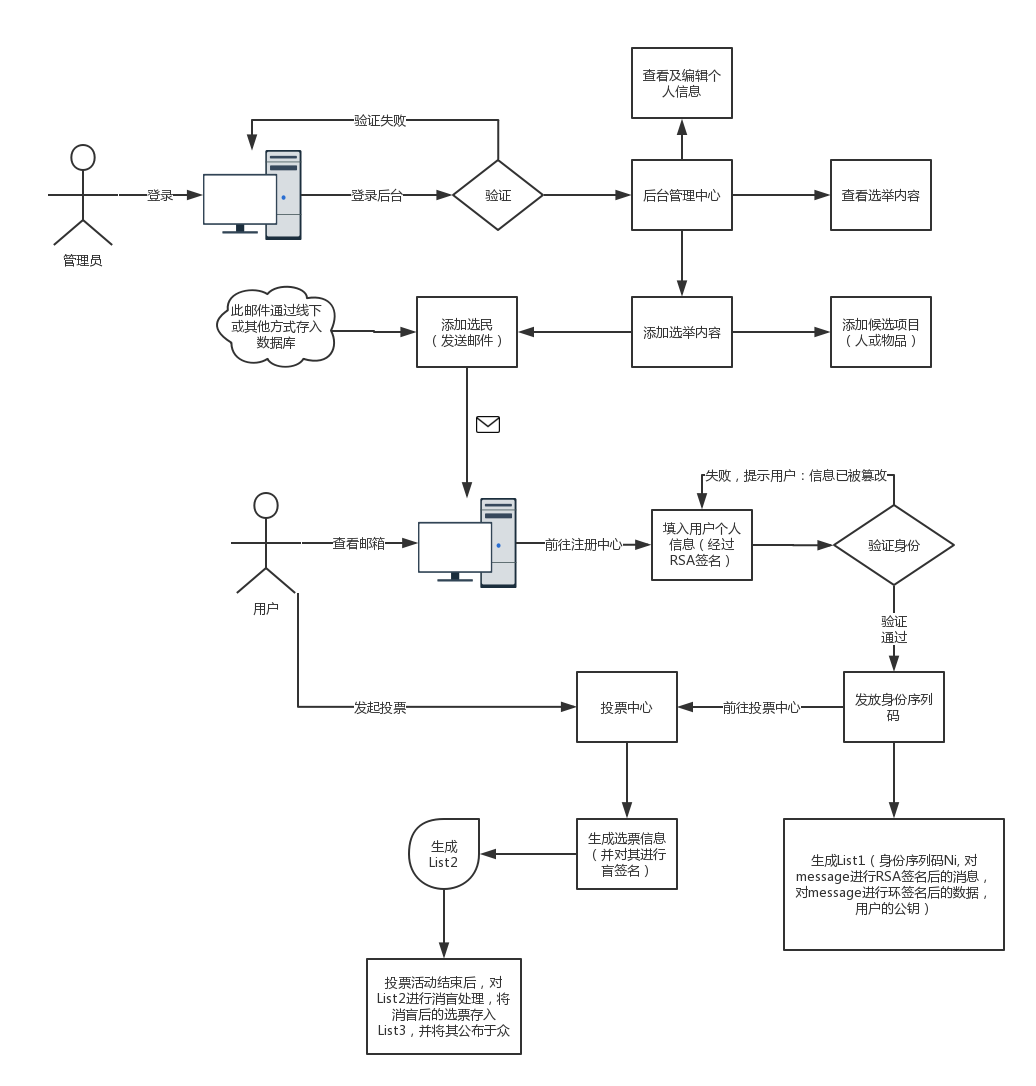 查看及编辑个
人信息
验证失败
登录
登录后台
验证
后台管理中心
查看选举内容
管理员
此邮件通过线下
或其他方式存入
数据库
添加选民
（发送邮件）
添加选举内容
添加候选项目
（人或物品）
失败，提示用户：信息已被篡改
查看邮箱
前往注册中心
填入用户个人
信息（经过
RSA签名）
验证身份
用户
验证
通过
发起投票
投票中心
前往投票中心
发放身份序列
码
生成
List2
生成选票信息
（并对其进行
盲签名）
生成List1（身份序列码Ni, 对
message进行RSA签名后的消息，
对message进行环签名后的数据，
用户的公钥）
投票活动结束后，对
List2进行消盲处理，将
消盲后的选票存入
List3，并将其公布于众